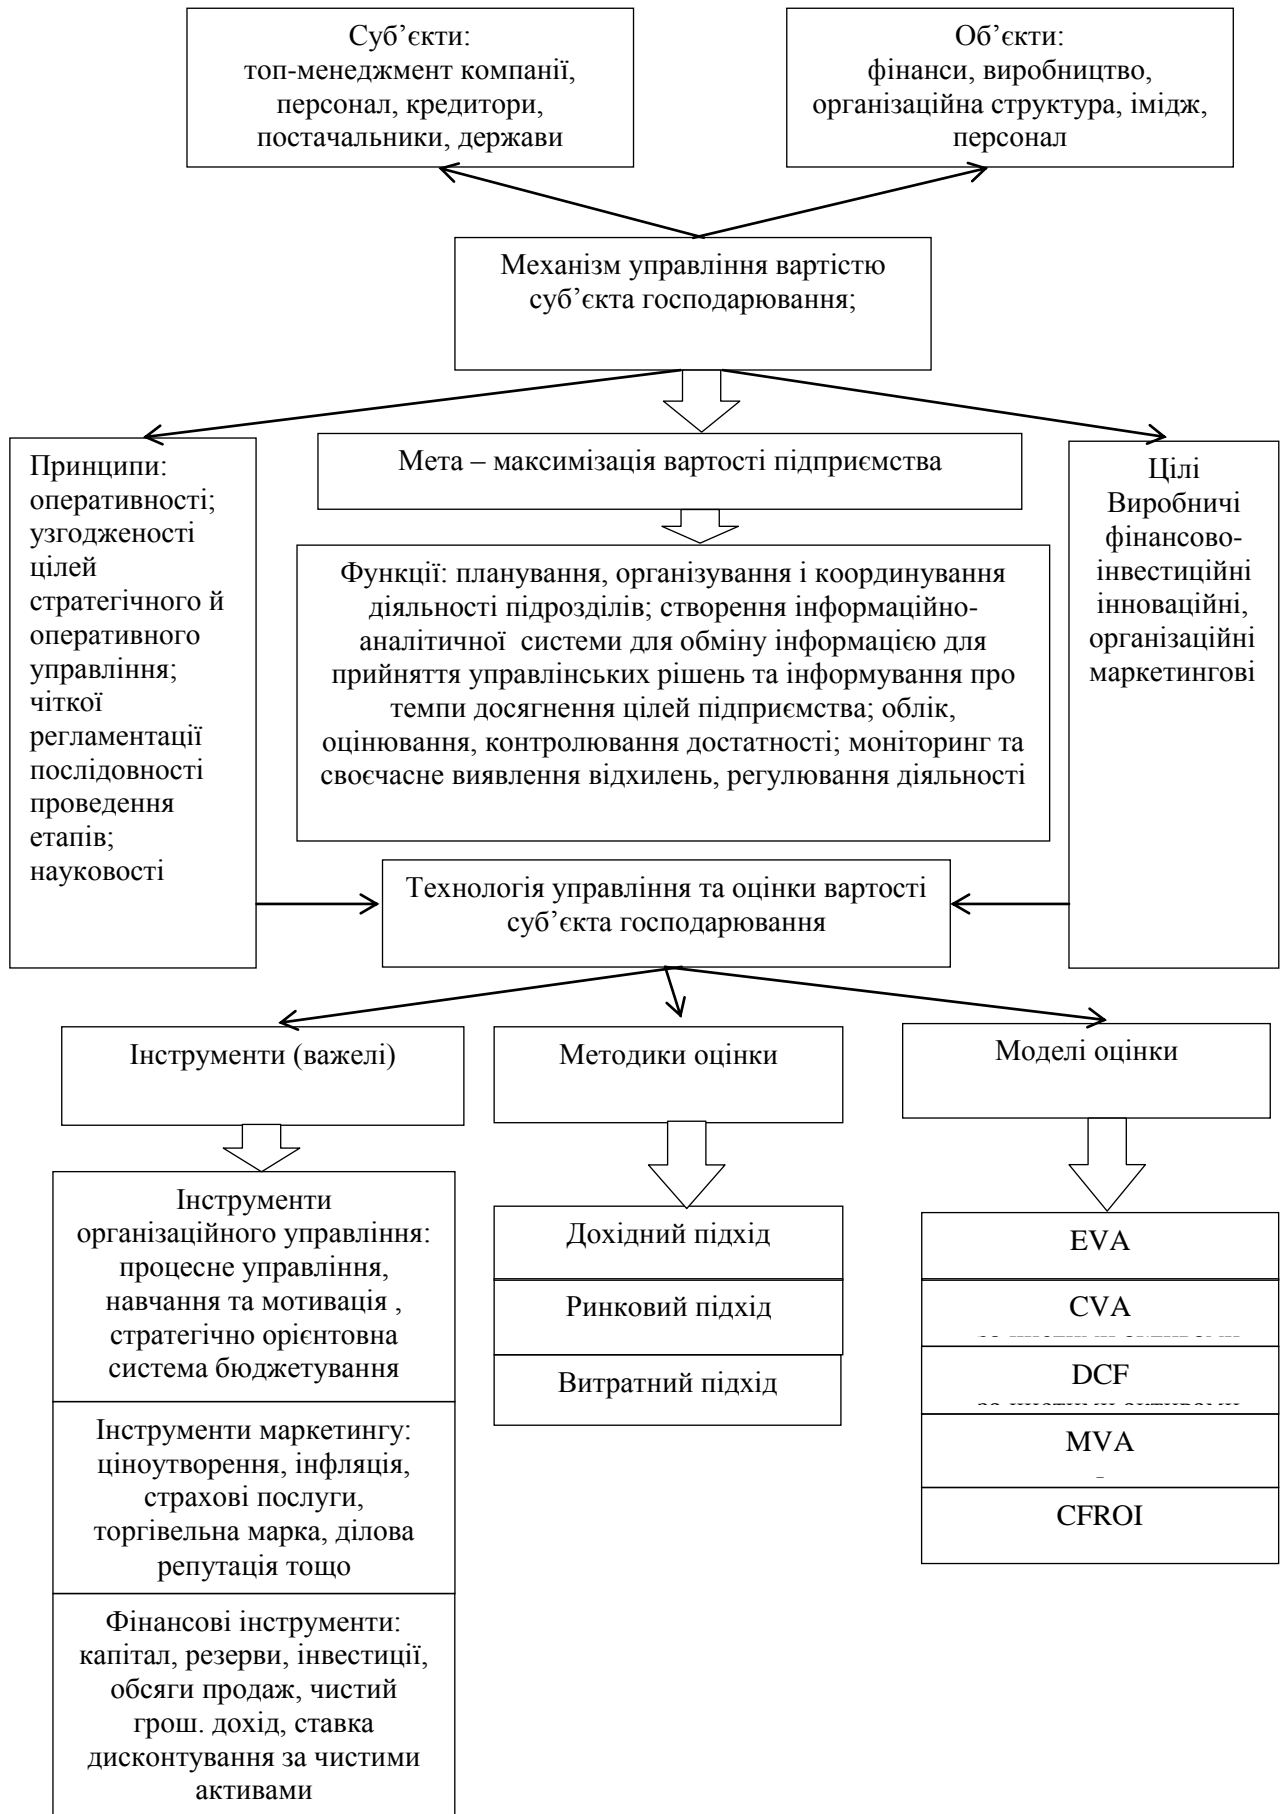 Суб’єкти:
топ-менеджмент компанії,
персонал, кредитори,
постачальники, держави
Об’єкти:
фінанси, виробництво,
організаційна структура, імідж,
персонал
Механізм управління вартістю
суб’єкта господарювання;
Принципи:
оперативності;
узгодженості
цілей
стратегічного й
оперативного
управління;
чіткої
регламентації
послідовності
проведення
етапів;
науковості
Мета – максимізація вартості підприємства
Функції: планування, організування і координування
діяльності підрозділів; створення інформаційно-
аналітичної системи для обміну інформацією для
прийняття управлінських рішень та інформування про
темпи досягнення цілей підприємства; облік,
оцінювання, контролювання достатності; моніторинг та
своєчасне виявлення відхилень, регулювання діяльності
Цілі
Виробничі
фінансово-
інвестиційні
інноваційні,
організаційні
маркетингові
Технологія управління та оцінки вартості
суб’єкта господарювання
Інструменти (важелі)
Методики оцінки
Моделі оцінки
Інструменти
організаційного управління:
процесне управління,
навчання та мотивація ,
стратегічно орієнтовна
система бюджетування
Інструменти маркетингу:
ціноутворення, інфляція,
страхові послуги,
торгівельна марка, ділова
репутація тощо
Фінансові інструменти:
капітал, резерви, інвестиції,
обсяги продаж, чистий
грош. дохід, ставка
дисконтування за чистими
активами
Дохідний підхід
Ринковий підхід
Витратний підхід
EVA
CVA
DCF
MVA
CFROI